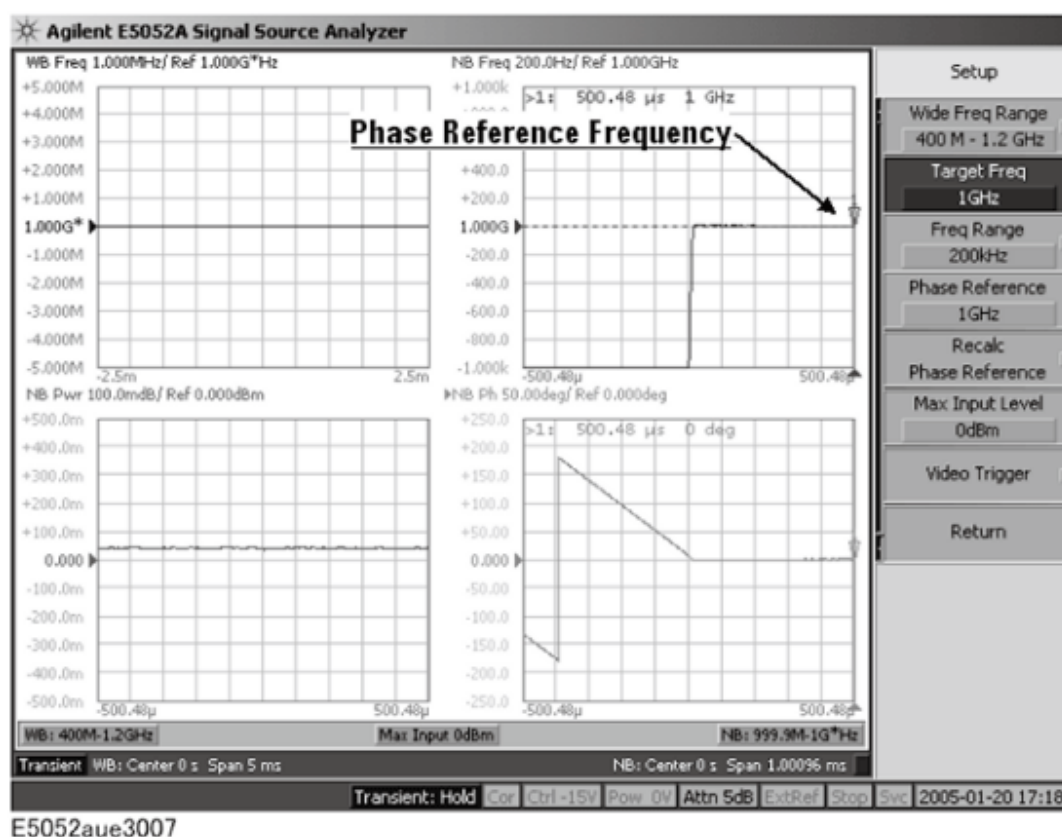 Agilent E5052A Signal Source Analyzer
WB Freq 1.000MHz/ Ref 1.000G*Hz
+5.000M
+4.000M
+3.000M
+2.000M
+1.000M
1.000G*
-1.000M
-2.000M
-3.000M
-4.000M
-5.000M
-2.5m 2.5m
NB Freq 200.0Hz/ Ref 1.000GHz
+1.000k
>1: 500.48 µs 1 GHz
Phase Reference Frequency
+400.0
+200.0
1.000G
-200.0
-400.0
-600.0
-800.0
-1.000k
-500.48µ 500.48µ
NB Pwr 100.0mdB/ Ref 0.000dBm
+500.0m
+400.0m
+300.0m
+200.0m
+100.0m
0.000
-100.0m
-200.0m
-300.0m
-400.0m
-500.0m
-500.48µ 500.48µ
NB Ph 50.00deg/ Ref 0.000deg
+250.0
>1: 500.48 µs 0 deg
+200.0
+150.0
+100.0
+50.00
0.000
-50.00
-100.0
-150.0
-200.0
-250.0
-500.48µ 500.48µ
WB: 400M-1.2GHz Max Input 0dBm NB: 999.9M-1G*Hz
Transient WB: Center 0 s Span 5 ms NB: Center 0 s Span 1.00096 ms
Setup
Wide Freq Range
400 M - 1.2 GHz
Target Freq
1GHz
Freq Range
200kHz
Phase Reference
1GHz
Recalc
Phase Reference
Max Input Level
0dBm
Video Trigger
Return
Transient: Hold Cor Ctrl -15V Pow 0V Attn 5dB ExtRef Stop Svc 2005-01-20 17:18
E5052aue3007